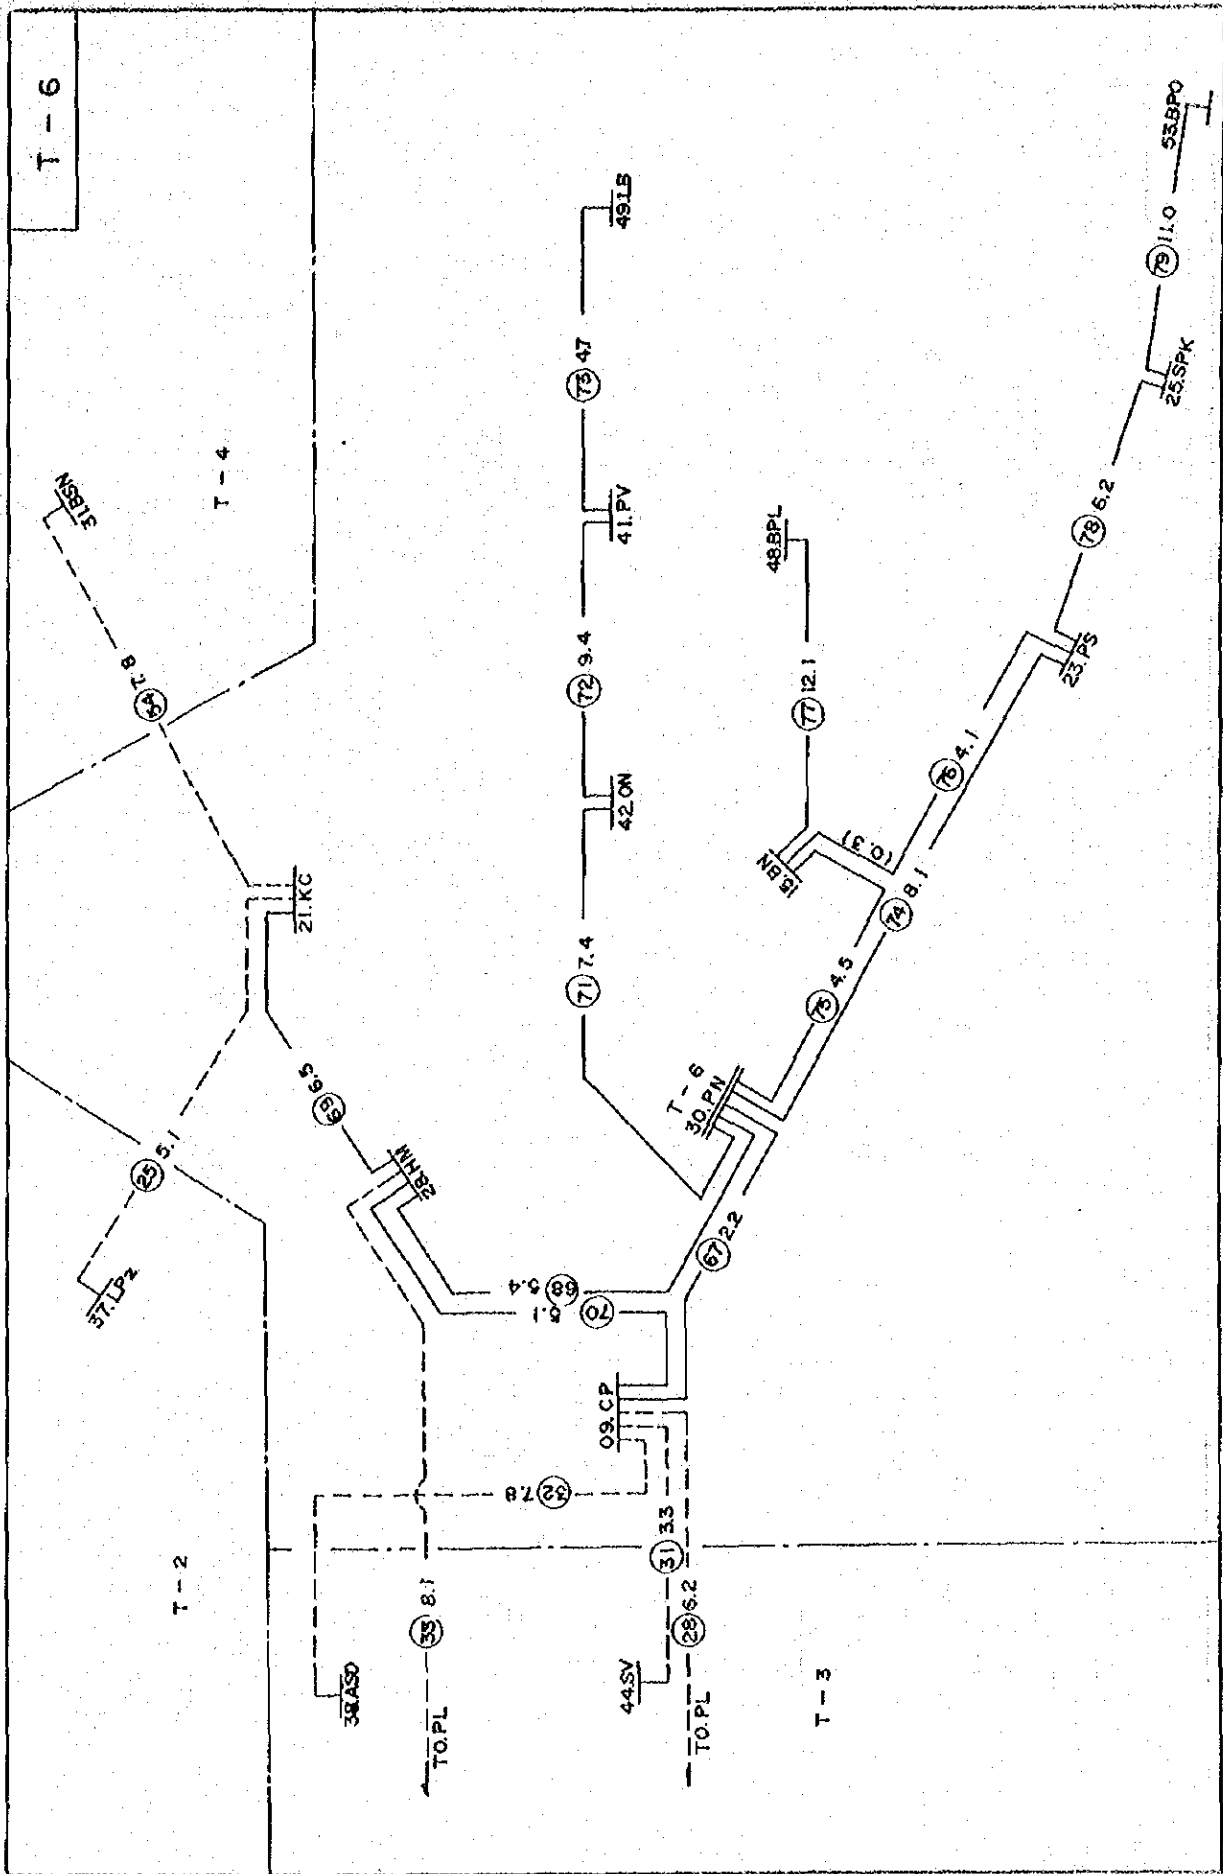 T - 6
T - 2
T - 4
37.LP2
25 5.1
54 7.8
31.BSN
21.KC
69 6.5
28.HM
38.ASD
33 8.1
TO.PL
32 7.8
68 5.4
70 5.1
09.CP
44.SV
31 3.3
28 6.2
TO.PL
T - 3
67 2.2
T - 6
30.PN
71 7.4
42.ON
72 9.4
41.PV
73 4.7
49.LB
75 4.5
74 8.1
15.BN
(0.3)
77 12.1
48.BPL
76 4.1
23.PS
78 6.2
25.SPK
79 11.0
53.BPO